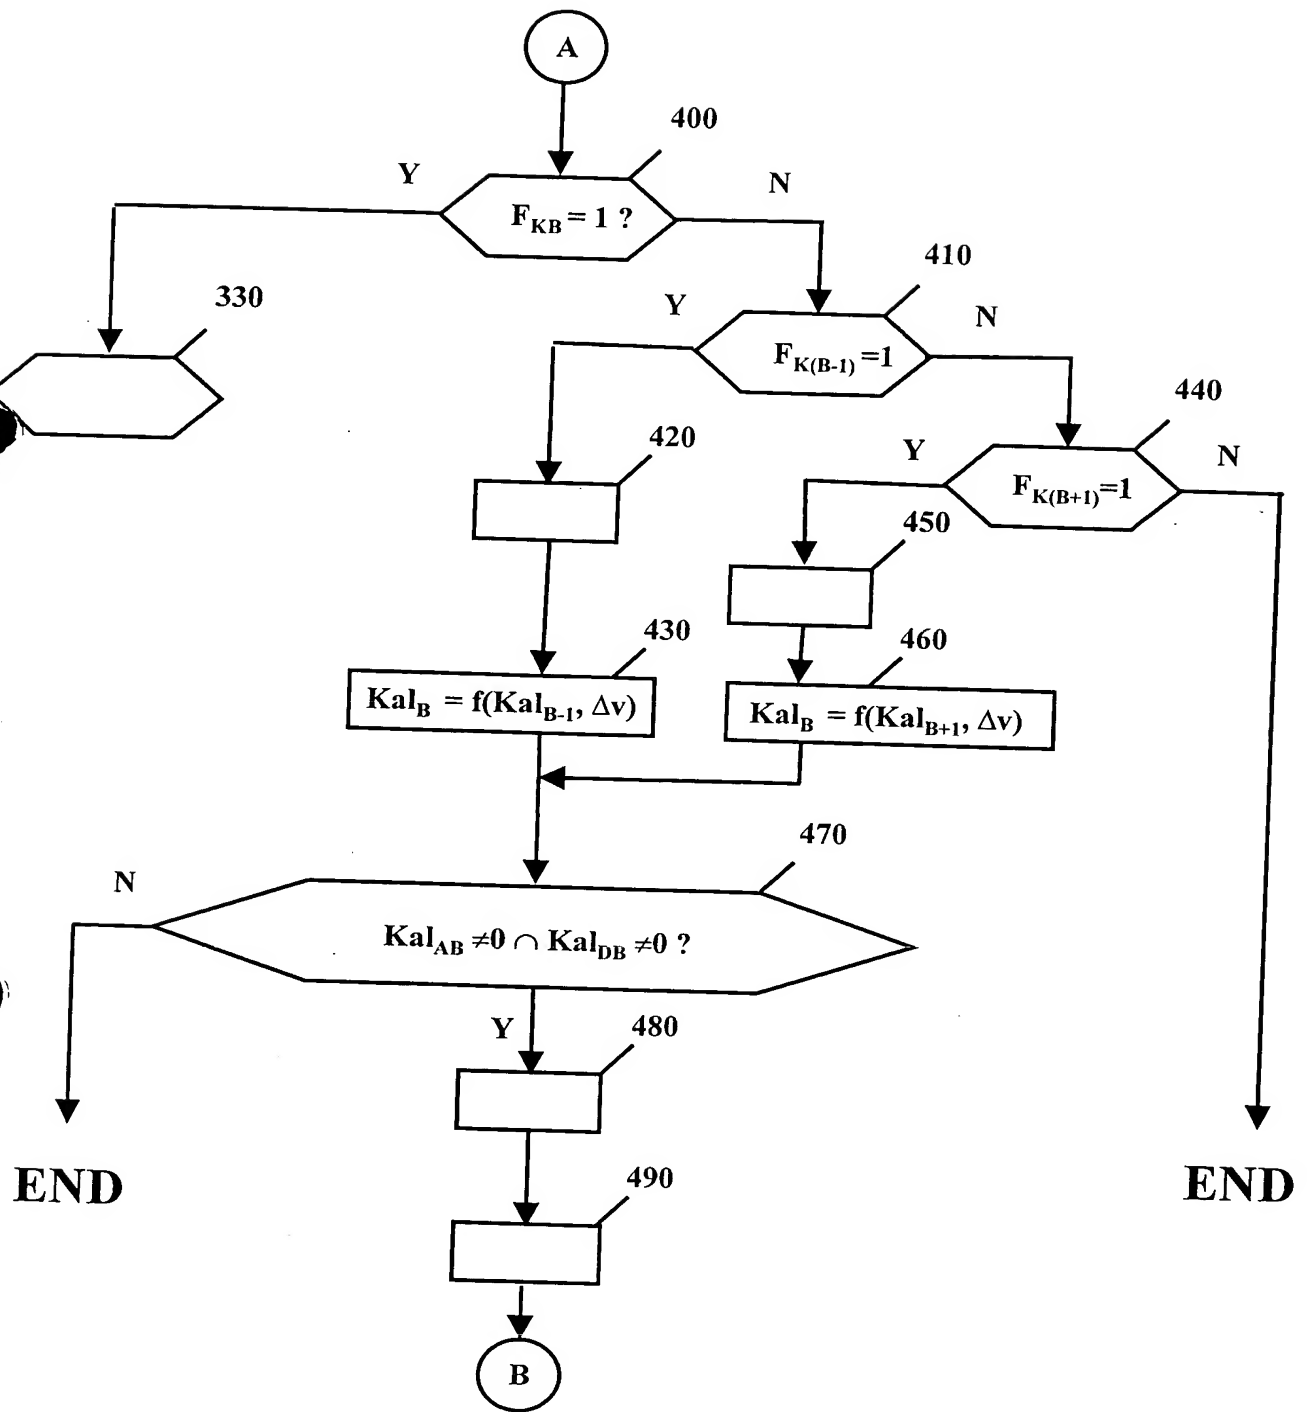 A
400
Y
N
F_KB = 1 ?
410
330
Y
N
F_K(B-1) =1
440
420
Y
N
F_K(B+1) =1
450
430
460
Kal_B = f(Kal_B-1, Δv)
Kal_B = f(Kal_B+1, Δv)
470
N
Kal_AB ≠0 ∩ Kal_DB ≠0 ?
Y
480
END
490
END
B